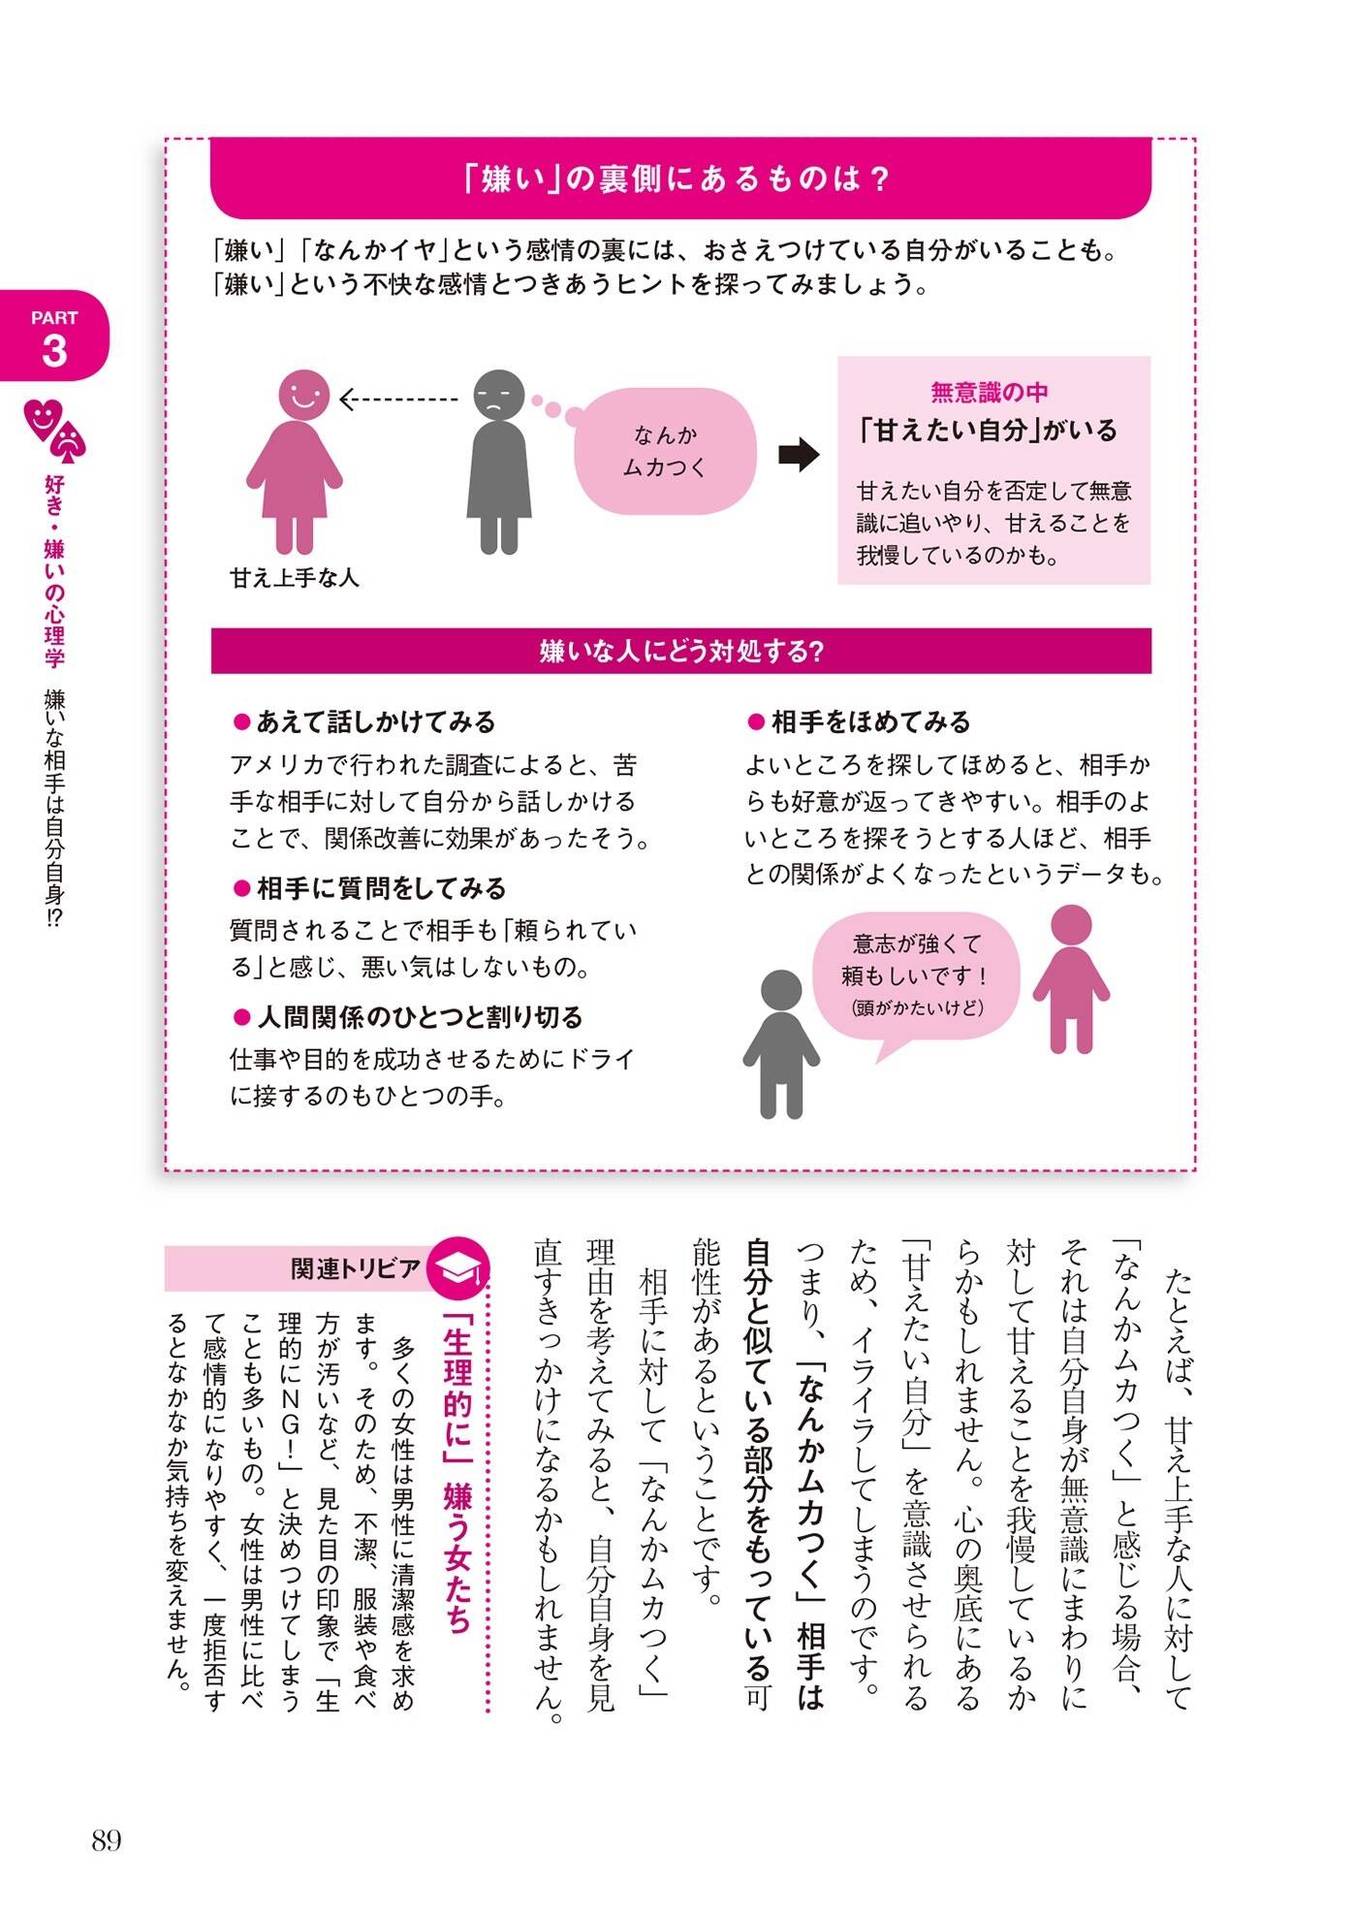 「嫌い」の裏側にあるものは？
「嫌い」「なんかイヤ」という感情の裏には、おさえつけている自分がいることも。
「嫌い」という不快な感情とつきあうヒントを探ってみましょう。
甘え上手な人
なんか
ムカつく
無意識の中
「甘えたい自分」がいる
甘えたい自分を否定して無意
識に追いやり、甘えることを
我慢しているのかも。
嫌いな人にどう対処する？
●あえて話しかけてみる
アメリカで行われた調査によると、苦
手な相手に対して自分から話しかける
ことで、関係改善に効果があったそう。
●相手に質問をしてみる
質問されることで相手も「頼られてい
る」と感じ、悪い気はしないもの。
●人間関係のひとつと割り切る
仕事や目的を成功させるためにドライ
に接するのもひとつの手。
●相手をほめてみる
よいところを探してほめると、相手か
らも好意が返ってきやすい。相手のよ
いところを探そうとする人ほど、相手
との関係がよくなったというデータも。
意志が強くて
頼もしいです！
（頭がかたいけど）
PART
3
好き・嫌いの心理学 嫌いな相手は自分自身!?
たとえば、甘え上手な人に対して
「なんかムカつく」と感じる場合、
それは自分自身が無意識にまわりに
対して甘えることを我慢しているか
らかもしれません。心の奥底にある
「甘えたい自分」を意識させられる
ため、イライラしてしまうのです。
つまり、「なんかムカつく」相手は
自分と似ている部分をもっている可
能性があるということです。
相手に対して「なんかムカつく」
理由を考えてみると、自分自身を見
直すきっかけになるかもしれません。
関連トリビア
「生理的に」嫌う女たち
多くの女性は男性に清潔感を求め
ます。そのため、不潔、服装や食べ
方が汚いなど、見た目の印象で「生
理的にNG！」と決めつけてしまう
ことも多いもの。女性は男性に比べ
て感情的になりやすく、一度拒否す
るとなかなか気持ちを変えません。
89